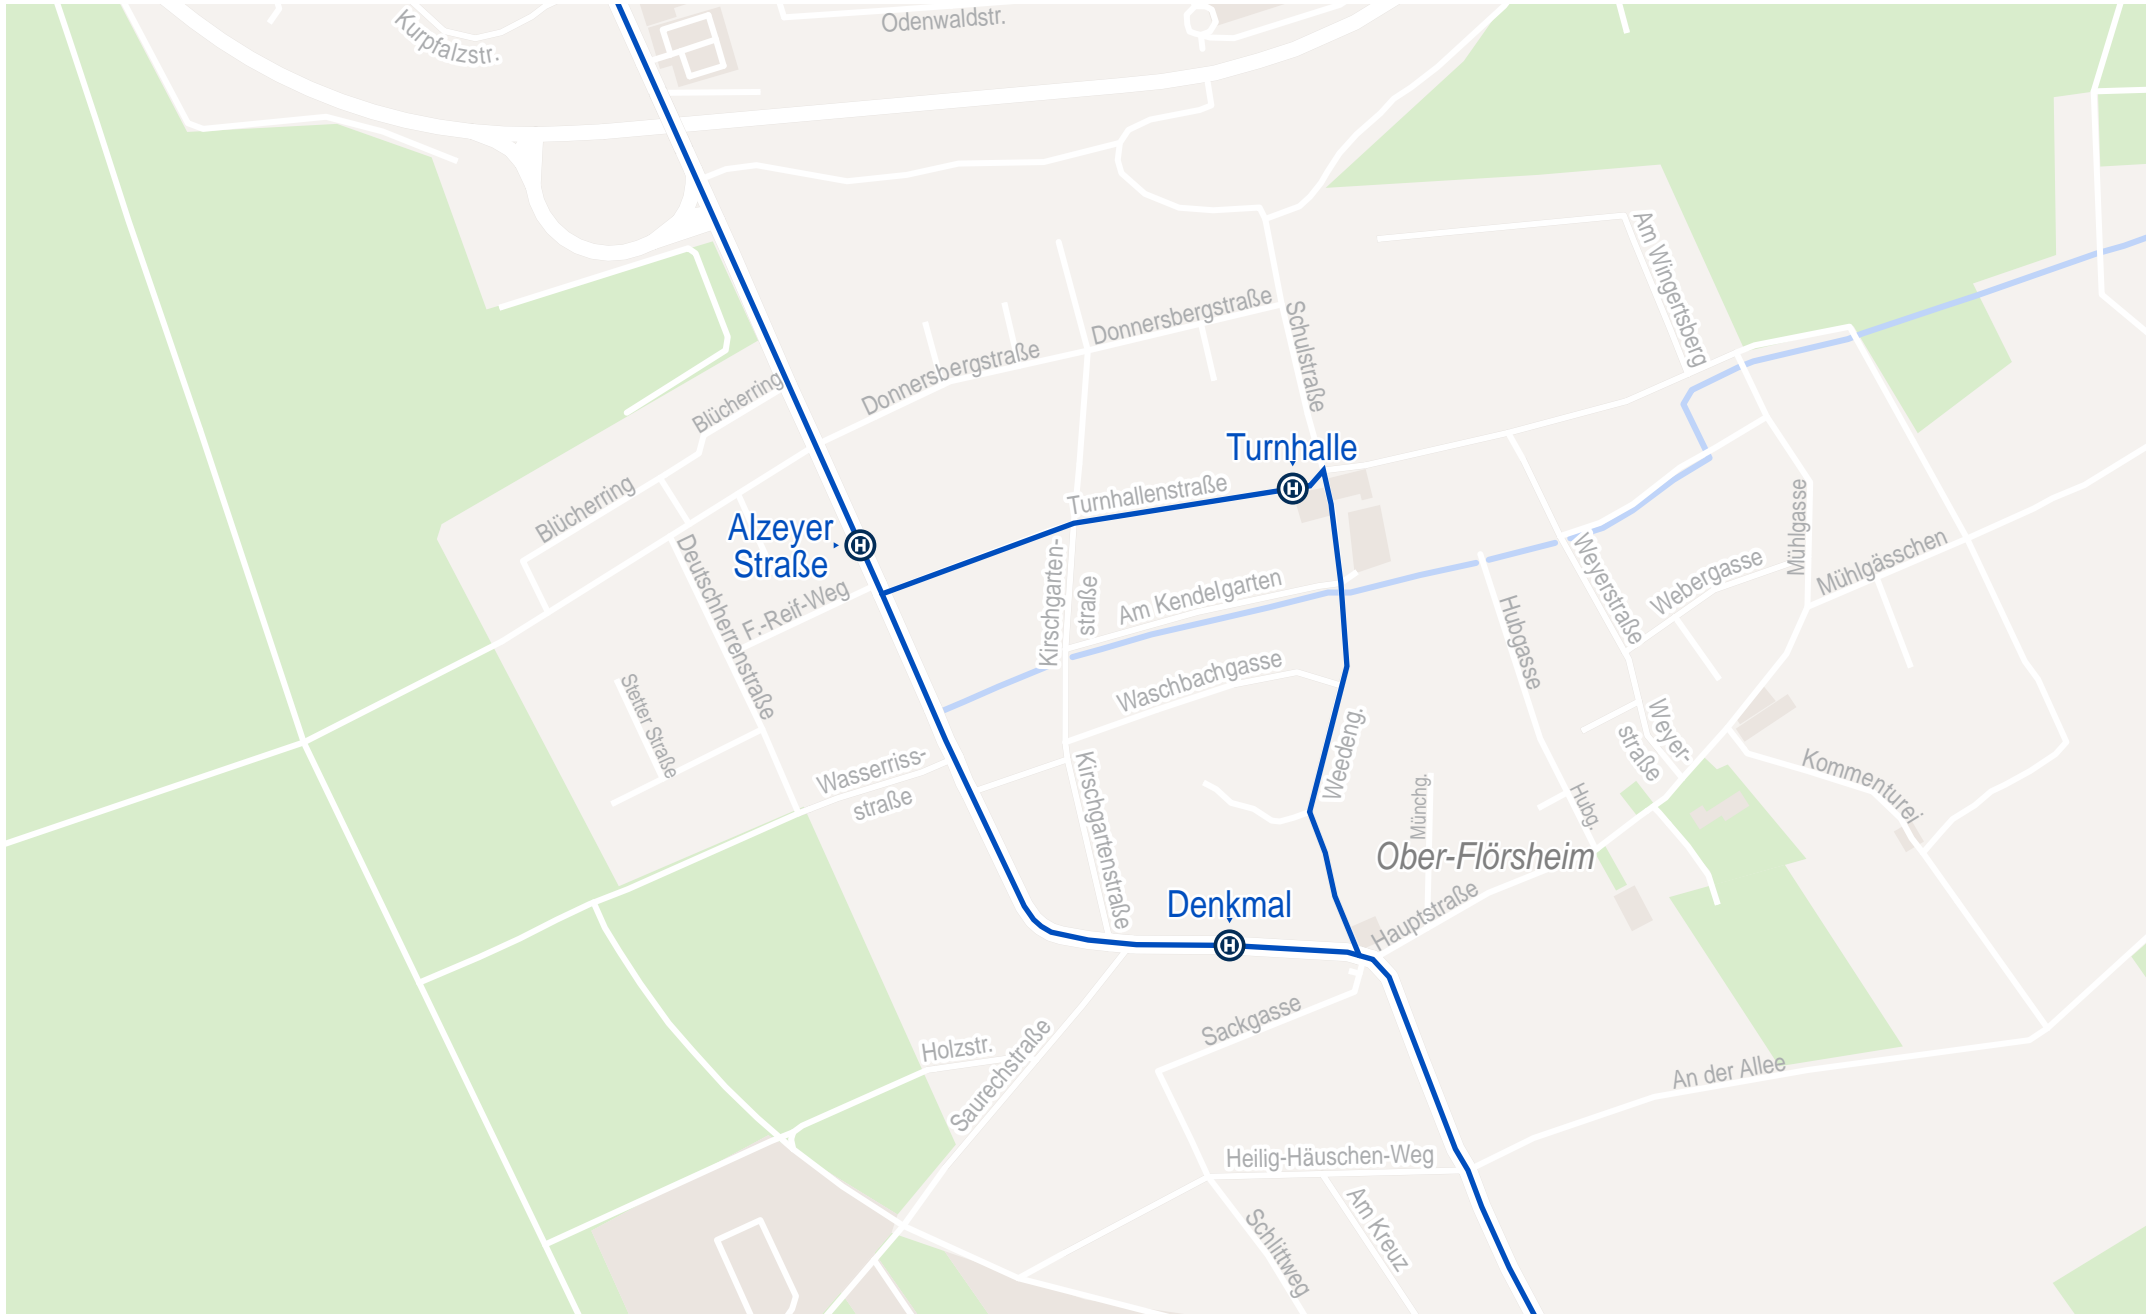 Odenwaldstr.
Kurpfalzstr.
Am Wingertsberg
Donnersbergstraße
Schulstraße
Donnersbergstraße
Blücherring
Turnhalle
Blücherring
Turnhallenstraße
H
Alzeyer
Straße
H
Deutschherrenstraße
F.-Reif-Weg
Kirschgarten-
straße
Am Kendelgarten
Weyerstraße
Webergasse
Mühlgasse
Mühlgässchen
Hubgasse
Waschbachgasse
Stetter Straße
Weedeng.
Weyer-
straße
Wasserriss-
straße
Kirschgartenstraße
Münchg.
Hubg.
Kommenturei
Ober-Flörsheim
Denkmal
H
Hauptstraße
Sackgasse
Holzstr.
Saurechstraße
An der Allee
Heilig-Häuschen-Weg
Am Kreuz
Schlittweg